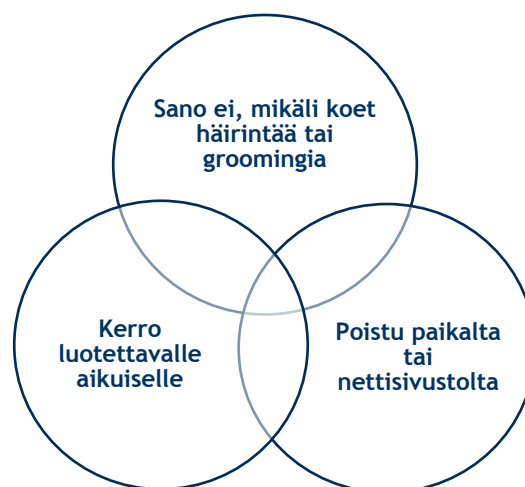 Sano ei, mikäli koet
häirintää tai
groomingia
Kerro
luotettavalle
aikuiselle
Poistu paikalta
tai
nettisivustolta